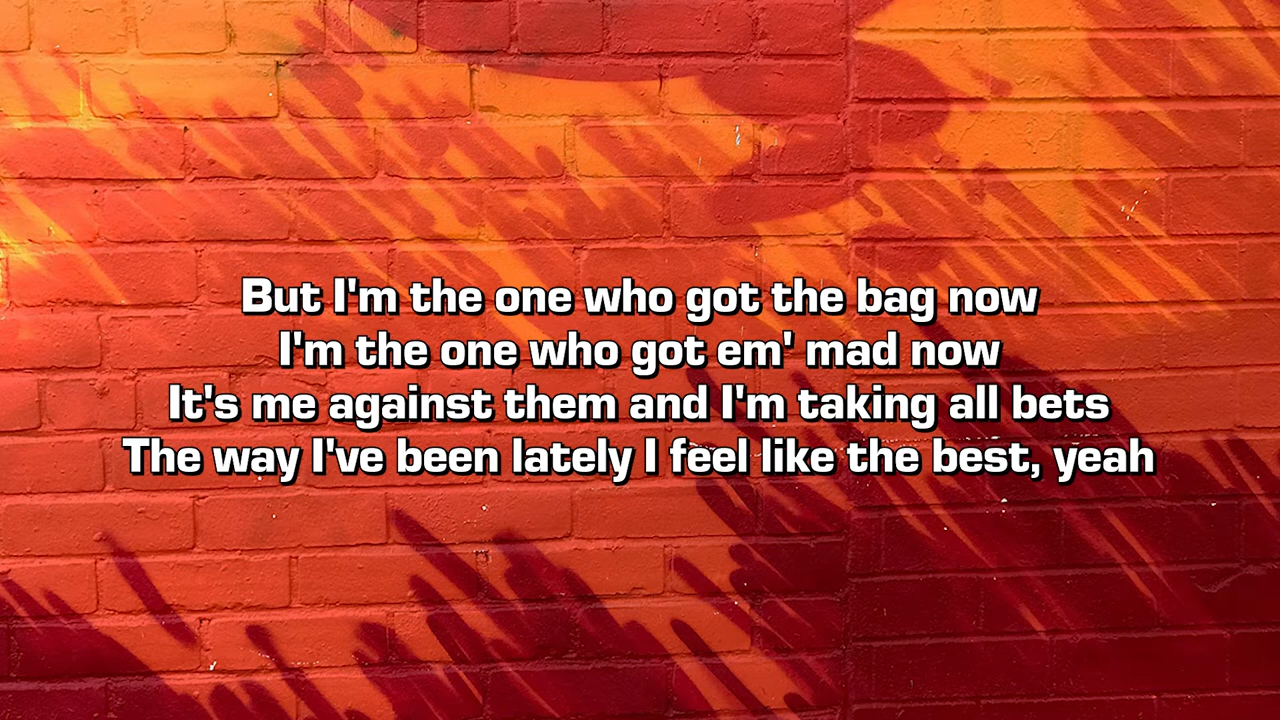 But I'm the one who got the bag now
I'm the one who got em' mad now
It's me against them and I'm taking all bets
The way I've been lately I feel like the best, yeah